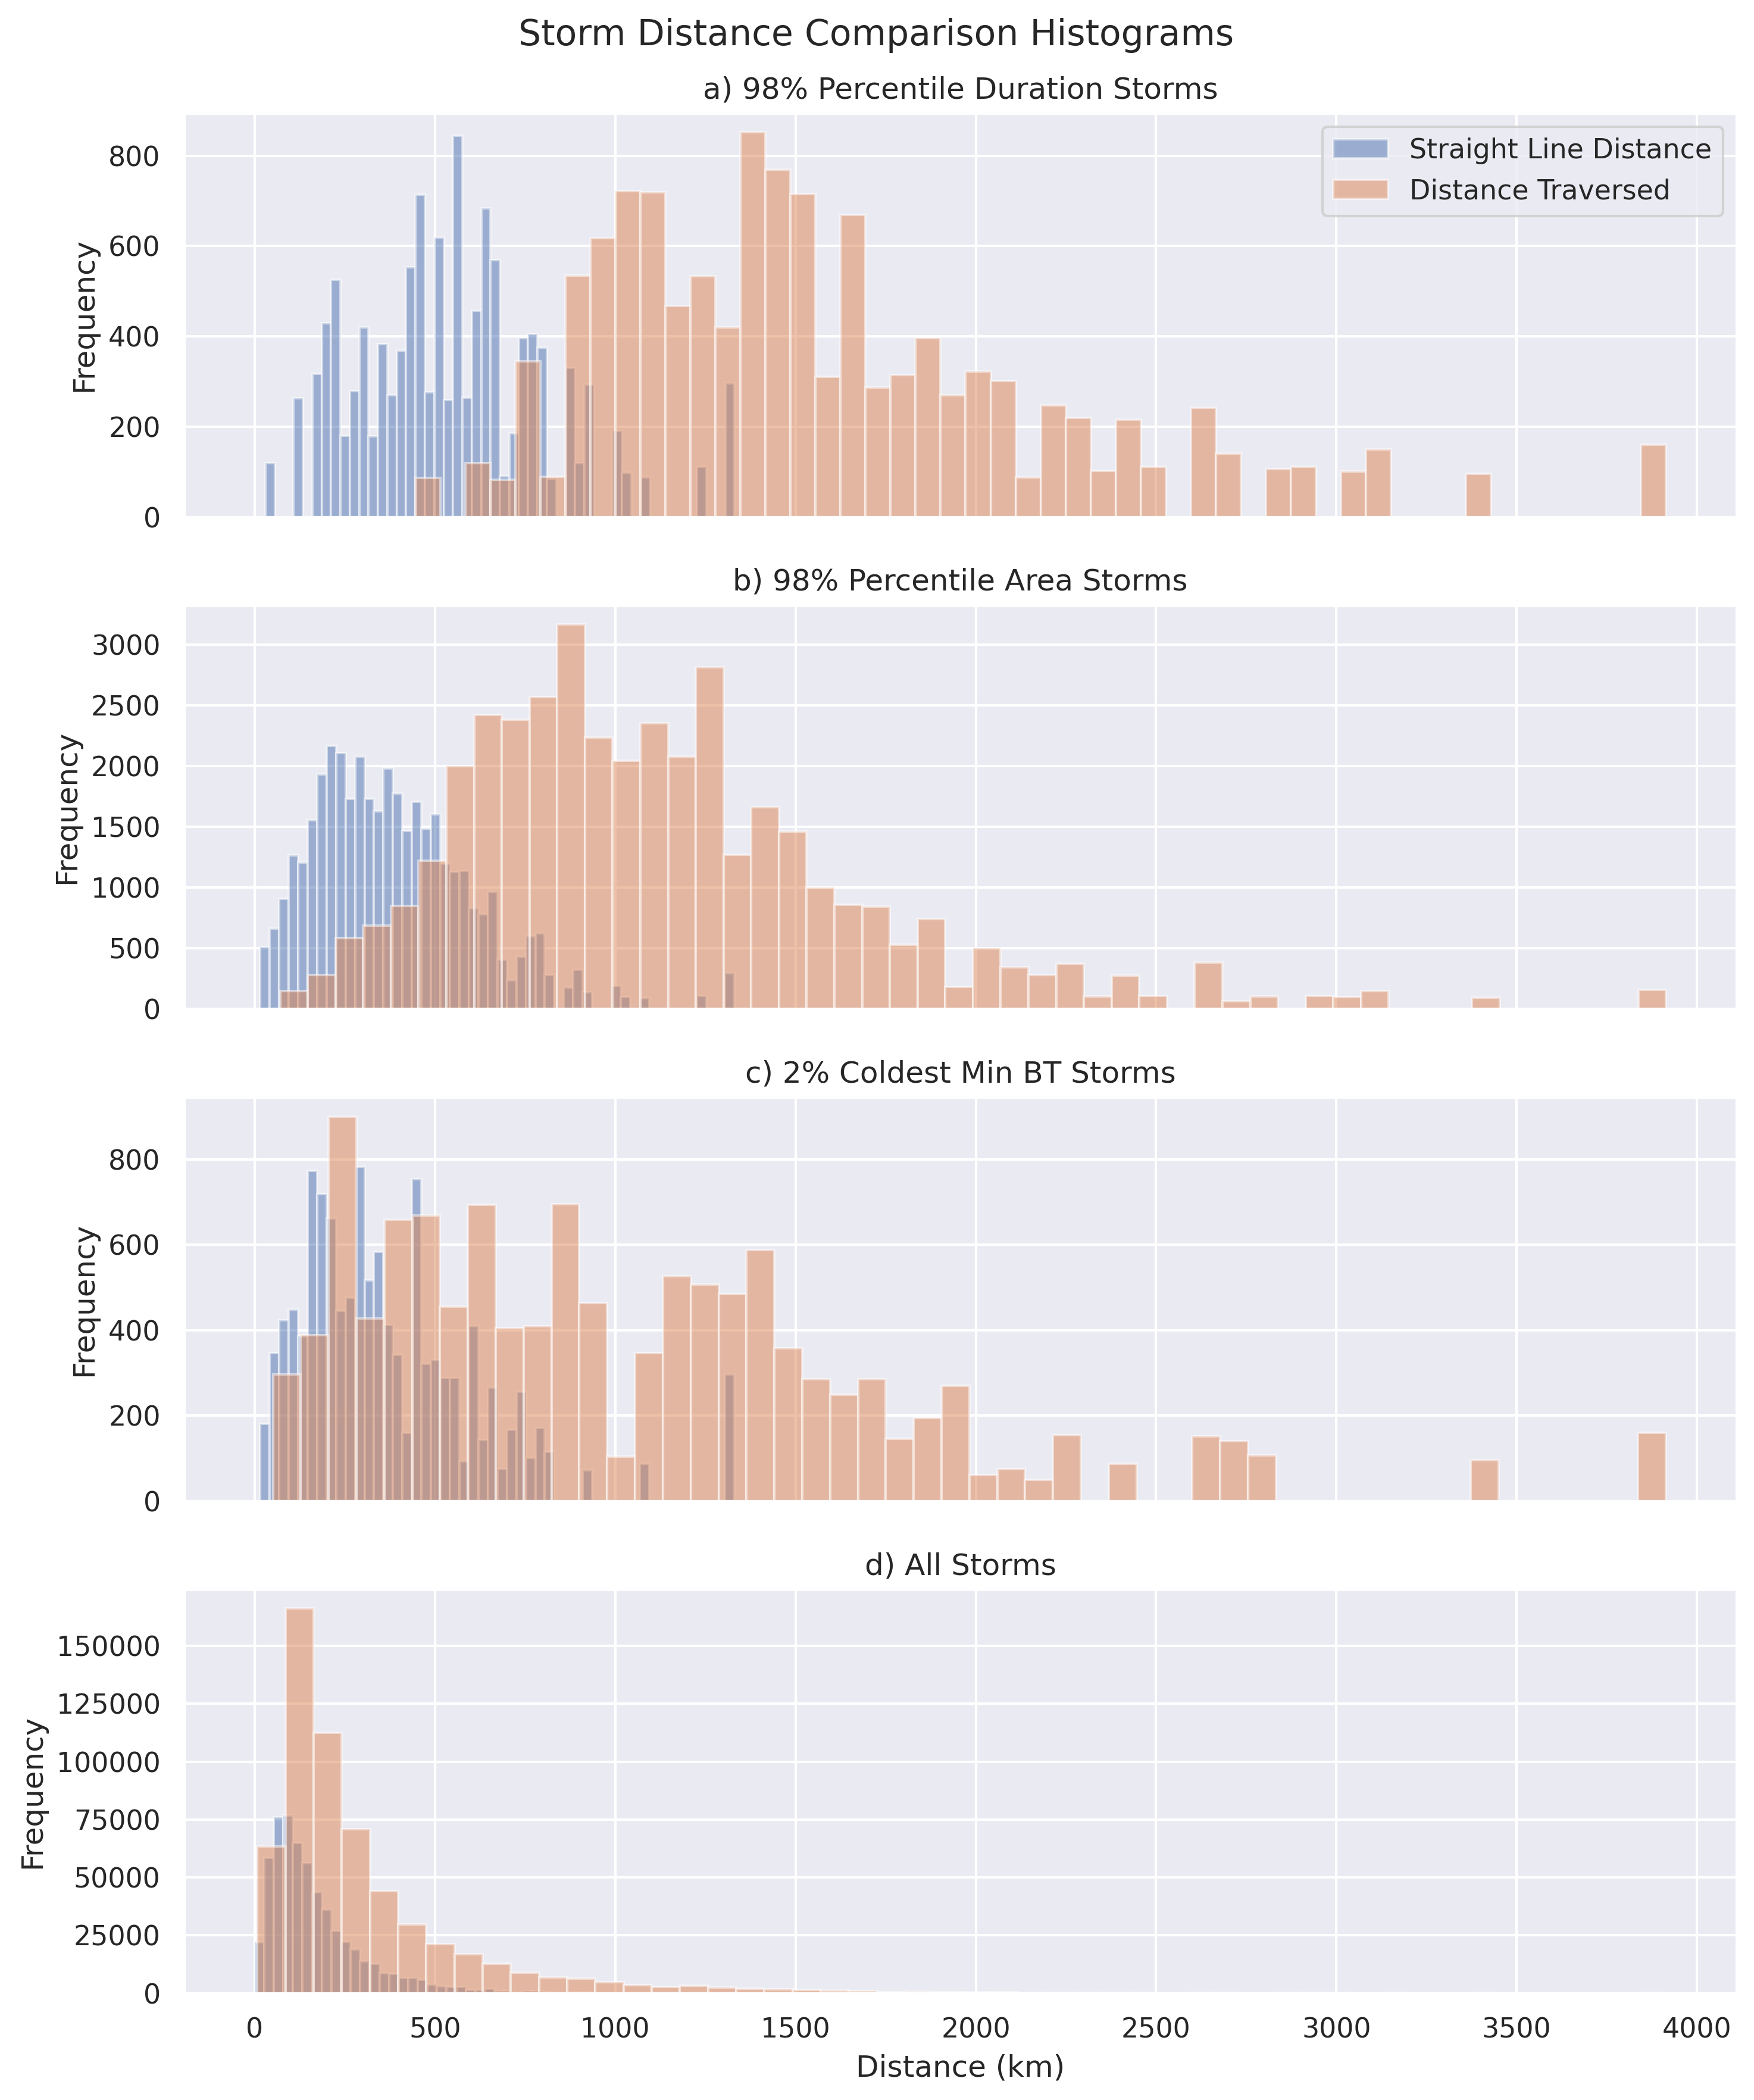 Storm Distance Comparison Histograms
a) 98% Percentile Duration Storms
Straight Line Distance
Distance Traversed
Frequency
800
600
400
200
0
b) 98% Percentile Area Storms
Frequency
3000
2500
2000
1500
1000
500
0
c) 2% Coldest Min BT Storms
Frequency
800
600
400
200
0
d) All Storms
Frequency
150000
125000
100000
75000
50000
25000
0
0 500 1000 1500 2000 2500 3000 3500 4000
Distance (km)